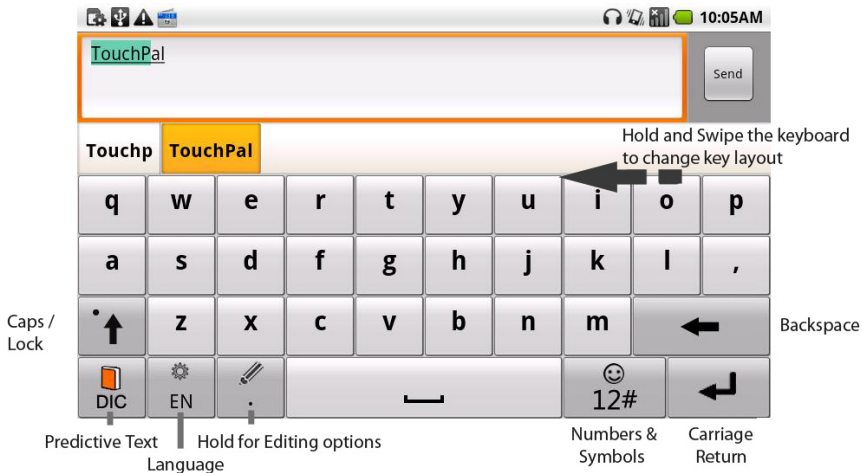 10:05AM
TouchPal
Send
Touchp TouchPal
Hold and Swipe the keyboard
to change key layout
q w e r t y u i o p
a s d f g h j k l ,
Caps /
Lock
z x c v b n m
Backspace
DIC EN . 12#
Predictive Text
Language
Hold for Editing options
Numbers &
Symbols
Carriage
Return